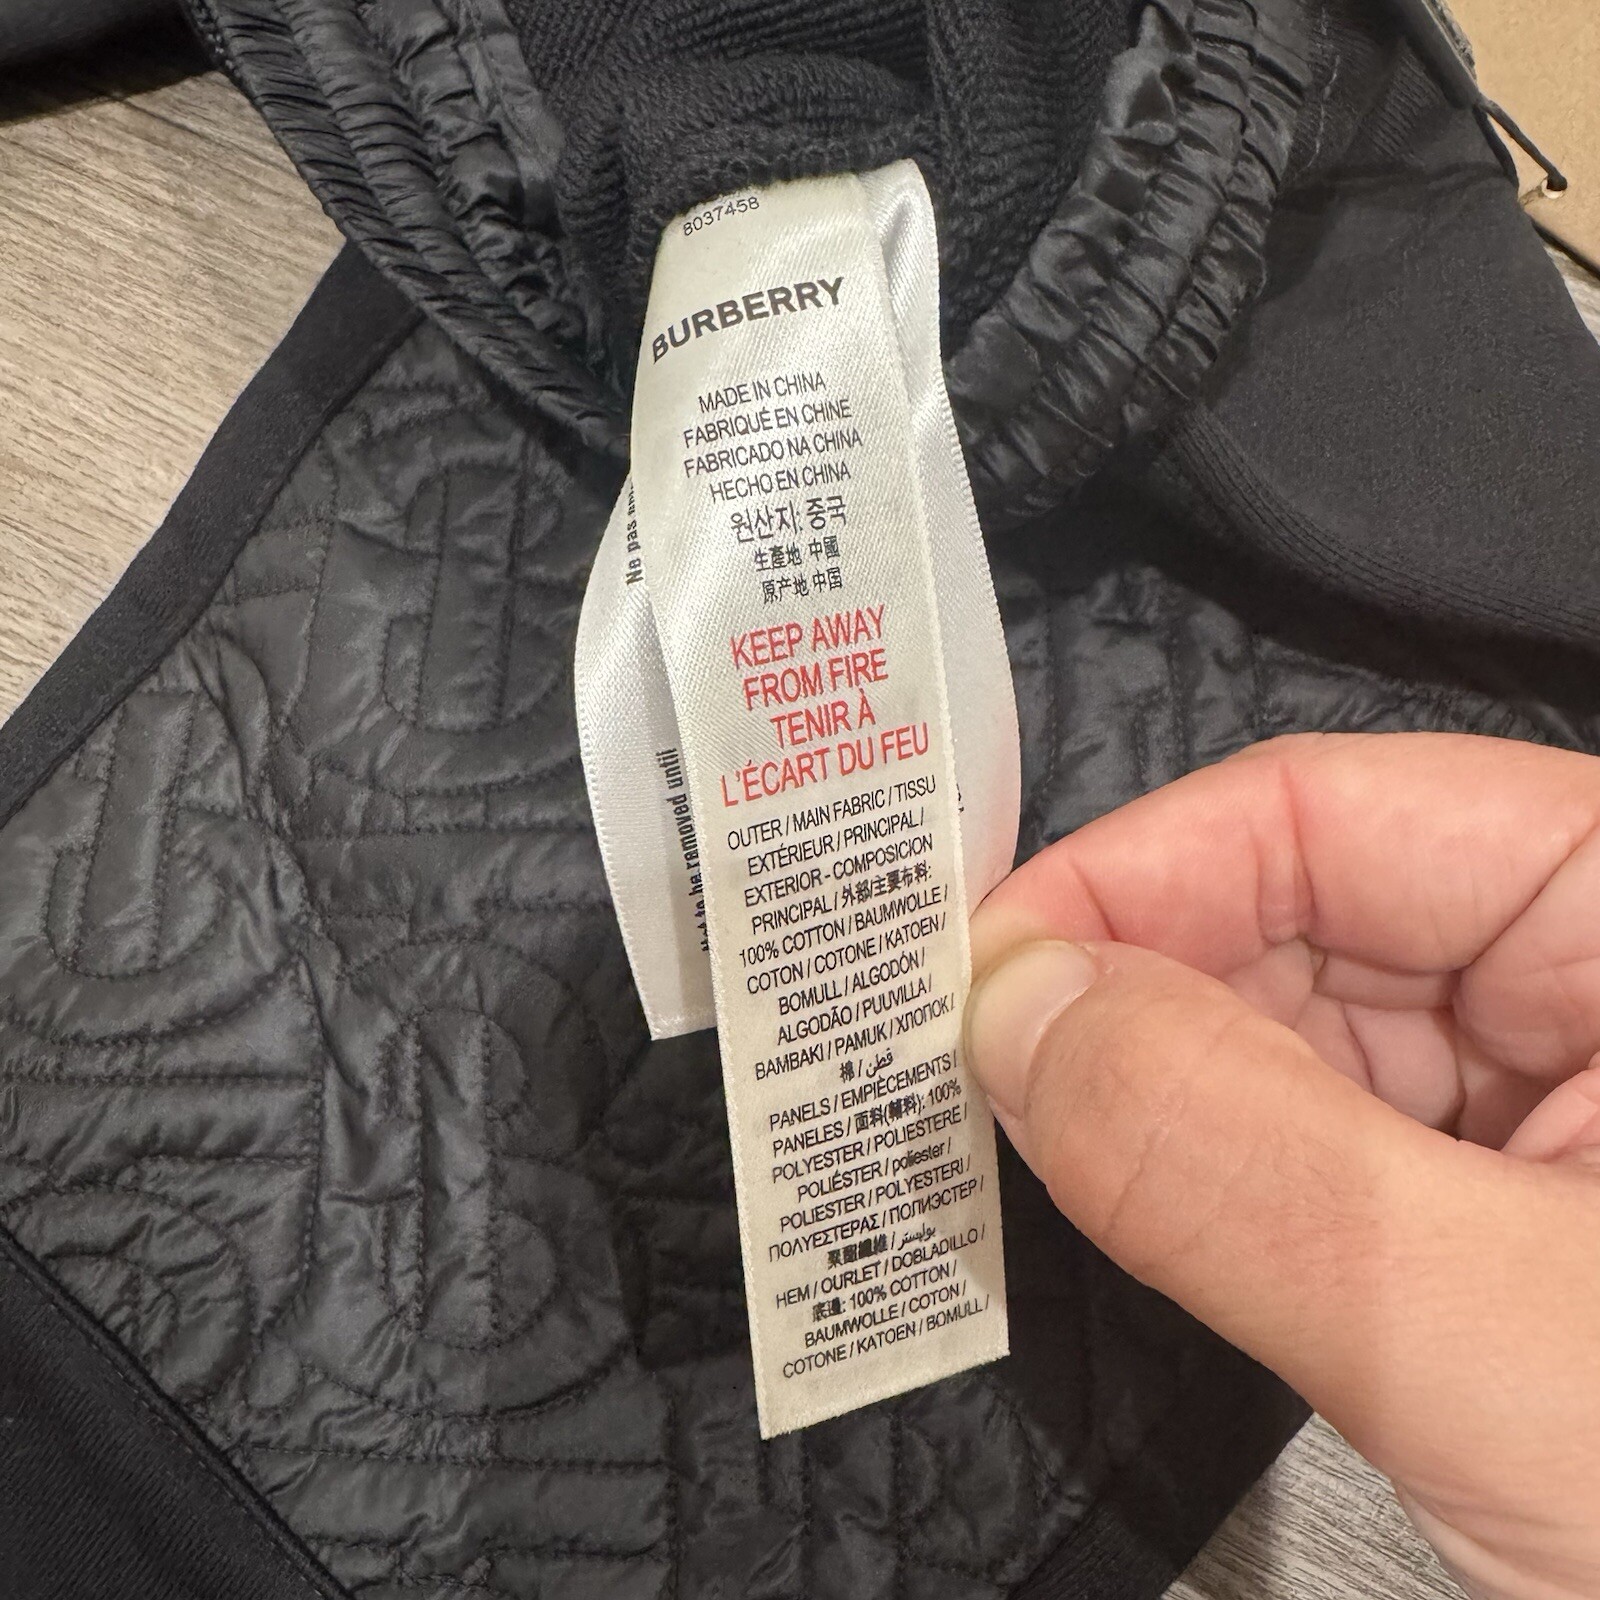 8037458
BURBERRY
MADE IN CHINA
FABRIQUÉ EN CHINE
FABRICADO NA CHINA
HECHO EN CHINA
원산지: 중국
生產地 中國
原产地 中国
KEEP AWAY
FROM FIRE
TENIR À
L'ÉCART DU FEU
OUTER / MAIN FABRIC / TISSU
EXTÉRIEUR / PRINCIPAL /
EXTERIOR - COMPOSICION
PRINCIPAL / 外部/主要布料:
100% COTTON / BAUMWOLLE /
COTON / COTONE / KATOEN /
BOMULL / ALGODÓN /
ALGODÃO / PUUVILLA /
BAMBAKI / PAMUK / ХЛОПОК /
棉 / قطن
PANELS / EMPIÈCEMENTS /
PANELES / 面料(輔料): 100%
POLYESTER / POLIESTERE /
POLIÉSTER / poliester /
POLIESTER / POLYESTERI /
ΠΟΛΥΕΣΤΕΡΑΣ / ПОЛИЭСТЕР /
聚酯纖維 / بوليستر
HEM / OURLET / DOBLADILLO /
底邊: 100% COTTON /
BAUMWOLLE / COTON /
COTONE / KATOEN / BOMULL /
Ne pas
Not to be removed until